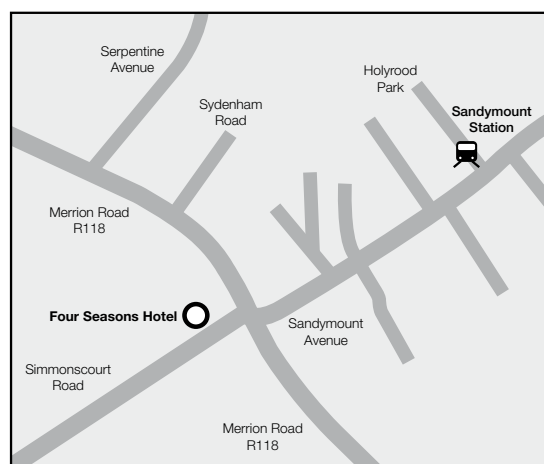 Serpentine
Avenue
Holyrood
Park
Sydenham
Road
Sandymount
Station
Merrion Road
R118
Four Seasons Hotel
Sandymount
Avenue
Simmonscourt
Road
Merrion Road
R118